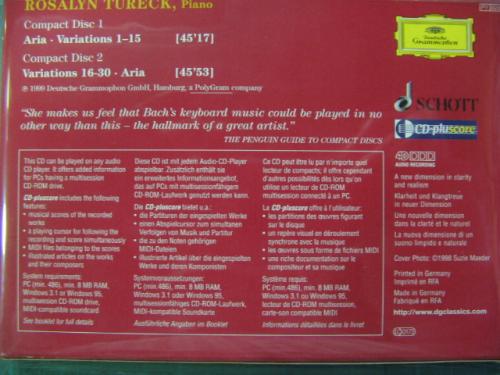 ROSALYN TURECK, Piano
Compact Disc 1
Aria · Variations 1–15 [45'17]
Compact Disc 2
Variations 16-30 · Aria [45'53]
℗ 1999 Deutsche Grammophon GmbH, Hamburg, a PolyGram company
Deutsche
Grammophon
"She makes us feel that Bach's keyboard music could be played in no
other way than this – the hallmark of a great artist."
THE PENGUIN GUIDE TO COMPACT DISCS
SCHOTT
CD-pluscore
This CD can be played on any audio
CD player. It offers added information
for PCs having a multisession
CD-ROM drive.
CD-pluscore includes the following
features:
• musical scores of the recorded
works
• a playing cursor for following the
recording and score simultaneously
• MIDI files belonging to the scores
• illustrated articles on the works
and their composers
System requirements:
PC (min. 486), min. 8 MB RAM,
Windows 3.1 or Windows 95,
multisession CD-ROM drive,
MIDI-compatible soundcard
See booklet for full details
Diese CD ist mit jedem Audio-CD-Player
abspielbar. Zusätzlich enthält sie
ein erweitertes Informationsangebot,
das auf PCs mit multisessionfähigem
CD-ROM-Laufwerk genutzt werden kann.
Die CD-pluscore bietet u.a.:
• die Partituren der eingespielten Werke
• einen Abspielcursor zum simultanen
Verfolgen von Musik und Partitur
• die zu den Noten gehörigen
MIDI-Dateien
• illustrierte Artikel über die eingespielten
Werke und deren Komponisten
Systemvoraussetzungen:
PC (min. 486), min. 8 MB RAM,
Windows 3.1 oder Windows 95,
multisessionfähiges CD-ROM-Laufwerk,
MIDI-kompatible Soundkarte
Ausführliche Angaben im Booklet
Ce CD peut être lu par n'importe quel
lecteur de compacts; il offre cependant
d'autres possibilités dès lors qu'on
utilise un lecteur de CD-ROM
multisession connecté à un PC.
Le CD-pluscore offre à l'utilisateur:
• les partitions des œuvres figurant
sur le disque
• un repère visuel en déroulement
synchrone avec la musique
• les œuvres sous forme de fichiers MIDI
• une riche documentation sur le
compositeur et sa musique
Système requis:
PC (min.486), min. 8 MB RAM,
Windows 3.1 ou Windows 95,
lecteur de CD-ROM multisession,
carte-son compatible MIDI
Informations détaillées dans le livret
4D DDD
AUDIO RECORDING
A new dimension in clarity
and realism
Klarheit und Klangtreue
in neuer Dimension
Une nouvelle dimension
dans la clarté et le naturel
La nuova dimensione di un
suono limpido e naturale
Cover Photo: ©1998 Suzie Maeder
Printed in Germany
Imprimé en RFA
Made in Germany
Fabriqué en RFA
http://www.dgclassics.com